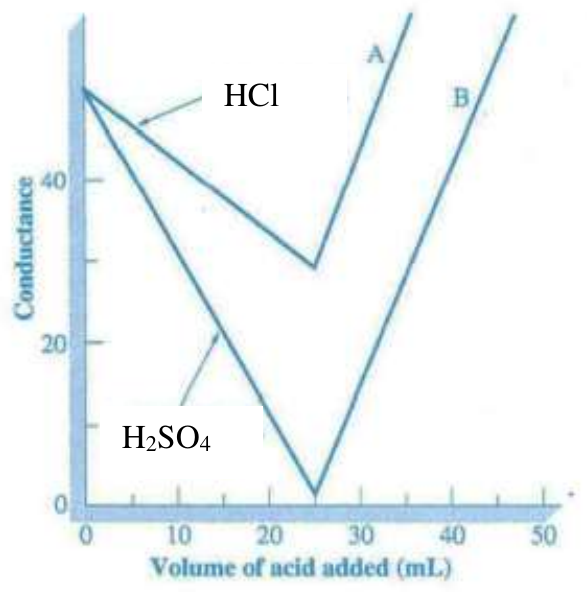 A
HCl
B
40
Conductance
20
H₂SO₄
0
0 10 20 30 40 50
Volume of acid added (mL)